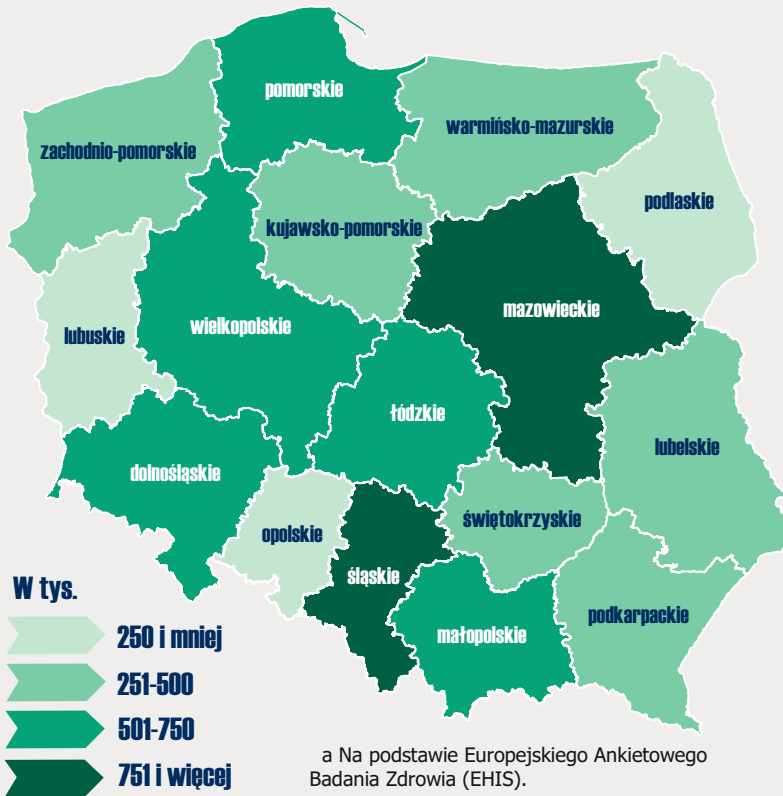 pomorskie
warmińsko-mazurskie
zachodnio-pomorskie
podlaskie
kujawsko-pomorskie
mazowieckie
wielkopolskie
lubuskie
łódzkie
lubelskie
dolnośląskie
świętokrzyskie
opolskie
śląskie
podkarpackie
małopolskie
W tys.
250 i mniej
251-500
501-750
751 i więcej
a Na podstawie Europejskiego Ankietowego
Badania Zdrowia (EHIS).